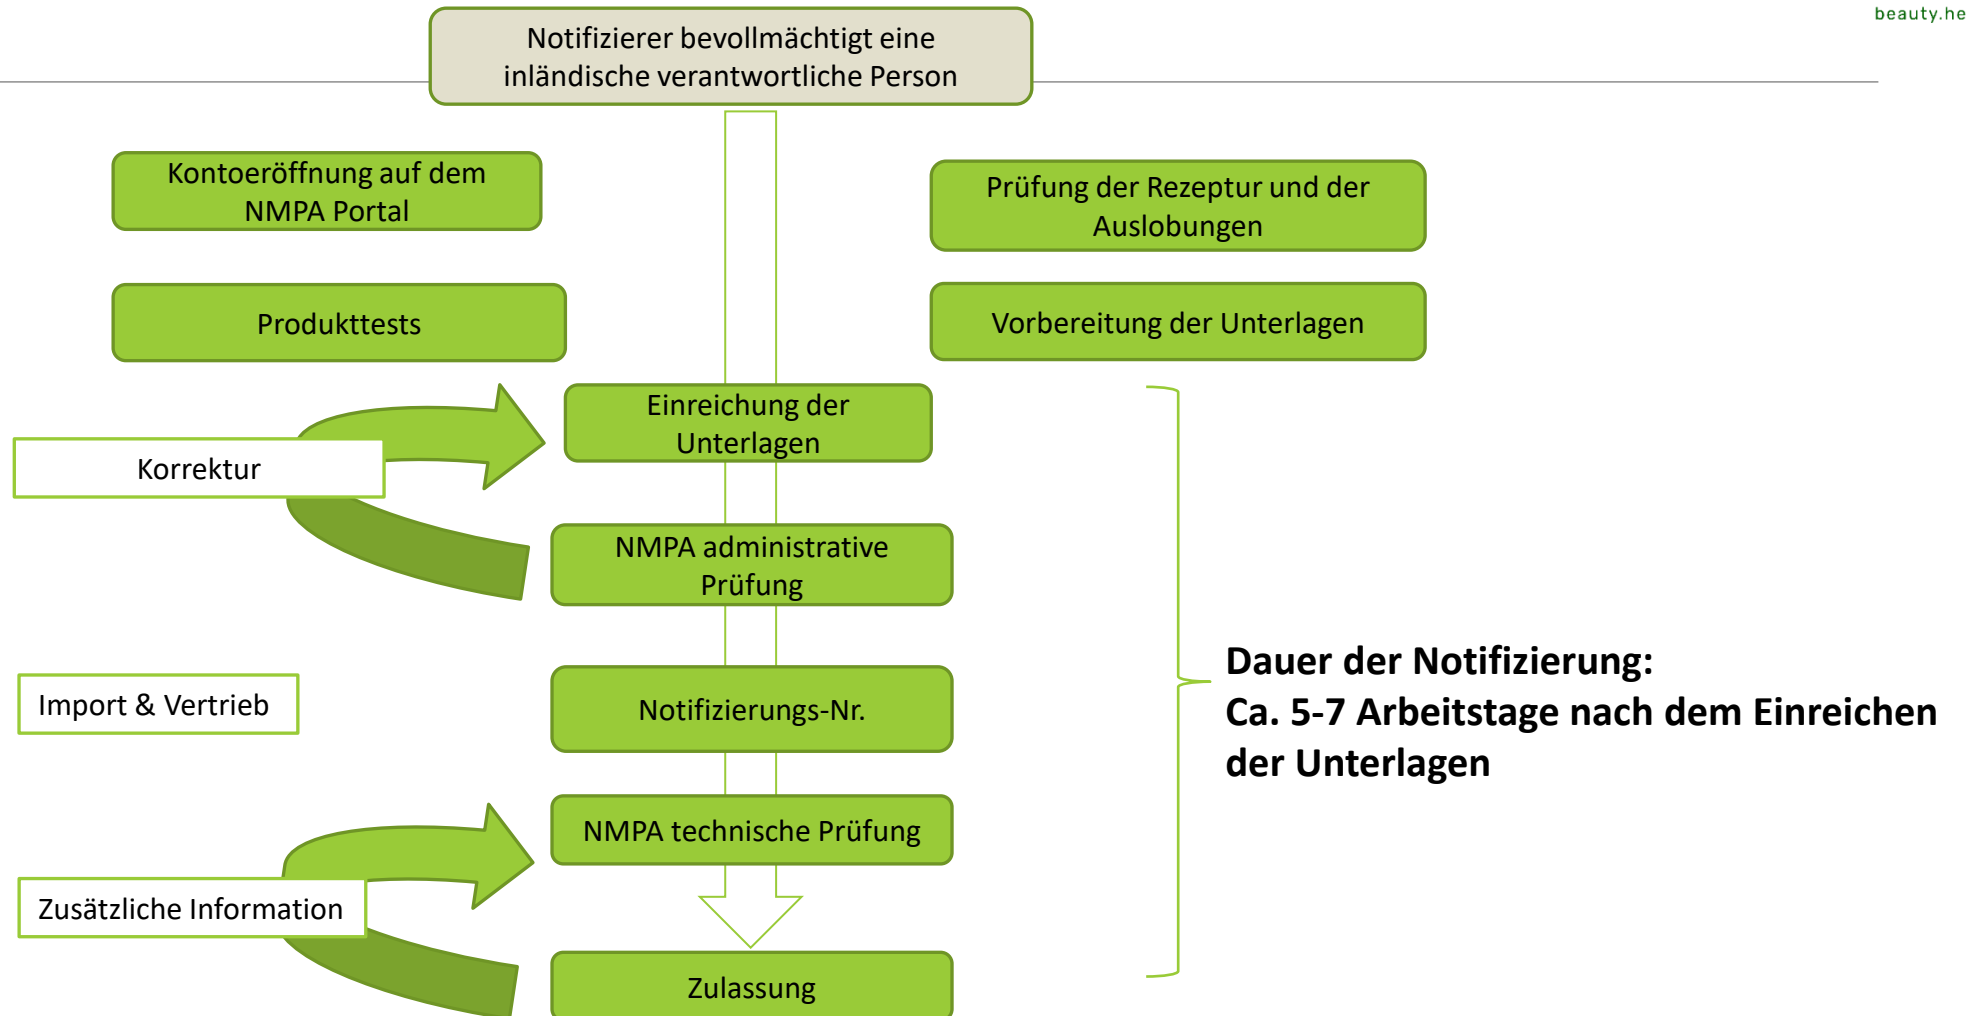 beauty.he
Notifizierer bevollmächtigt eine
inländische verantwortliche Person
Kontoeröffnung auf dem
NMPA Portal
Prüfung der Rezeptur und der
Auslobungen
Produkttests
Vorbereitung der Unterlagen
Einreichung der
Unterlagen
Korrektur
NMPA administrative
Prüfung
Import & Vertrieb
Notifizierungs-Nr.
Dauer der Notifizierung:
Ca. 5-7 Arbeitstage nach dem Einreichen
der Unterlagen
NMPA technische Prüfung
Zusätzliche Information
Zulassung